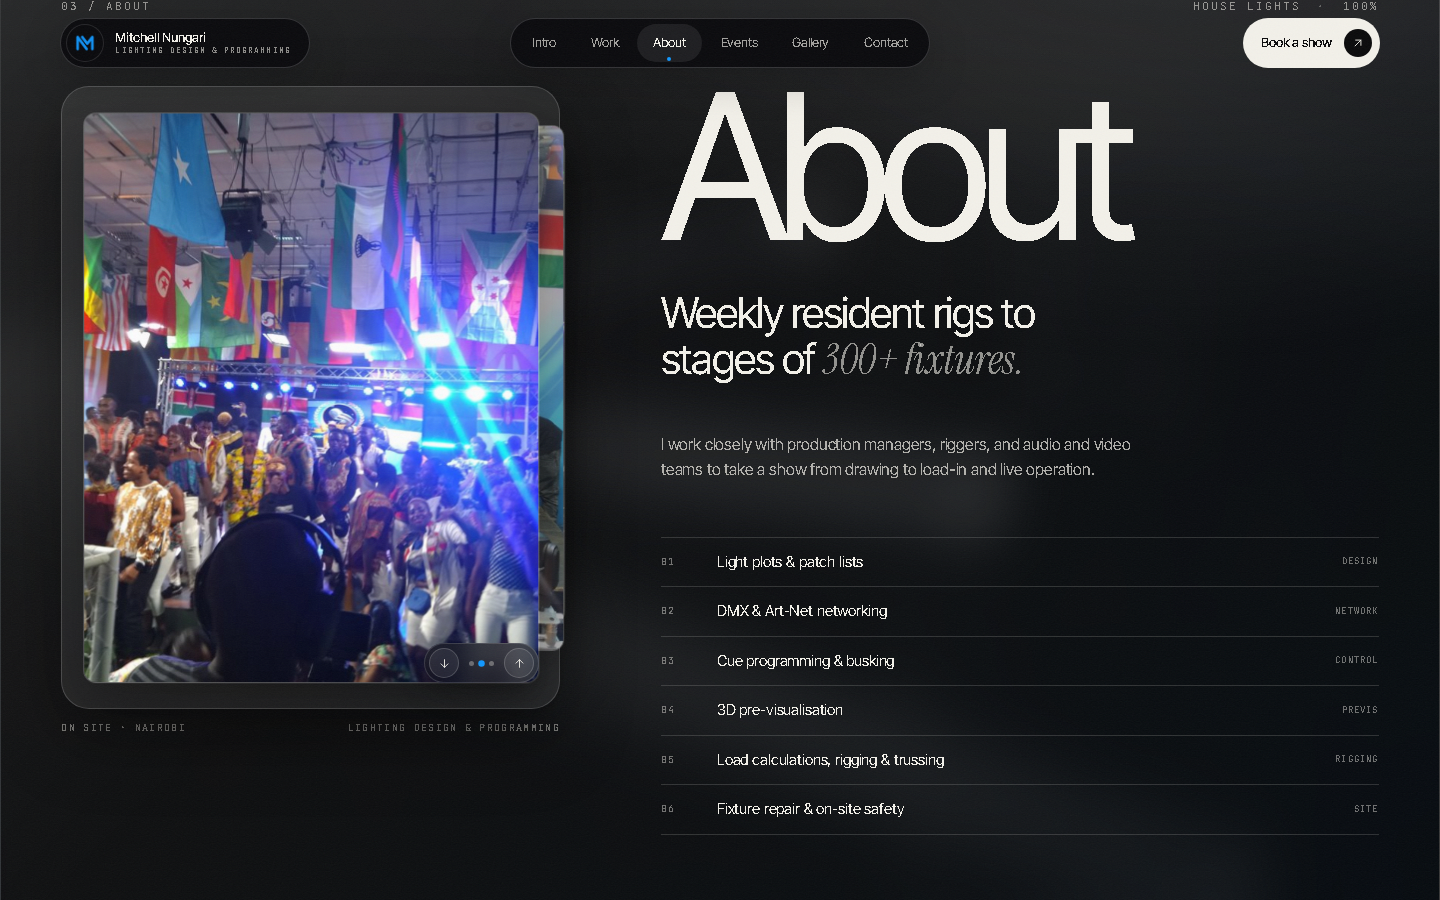 03 / ABOUT
HOUSE LIGHTS · 100%
Mitchell Nungari
LIGHTING DESIGN & PROGRAMMING
Intro
Work
About
Events
Gallery
Contact
Book a show
About
Weekly resident rigs to
stages of 300+ fixtures.
I work closely with production managers, riggers, and audio and video
teams to take a show from drawing to load-in and live operation.
01 Light plots & patch lists DESIGN
02 DMX & Art-Net networking NETWORK
03 Cue programming & busking CONTROL
04 3D pre-visualisation PREVIS
05 Load calculations, rigging & trussing RIGGING
06 Fixture repair & on-site safety SITE
ON SITE · NAIROBI
LIGHTING DESIGN & PROGRAMMING